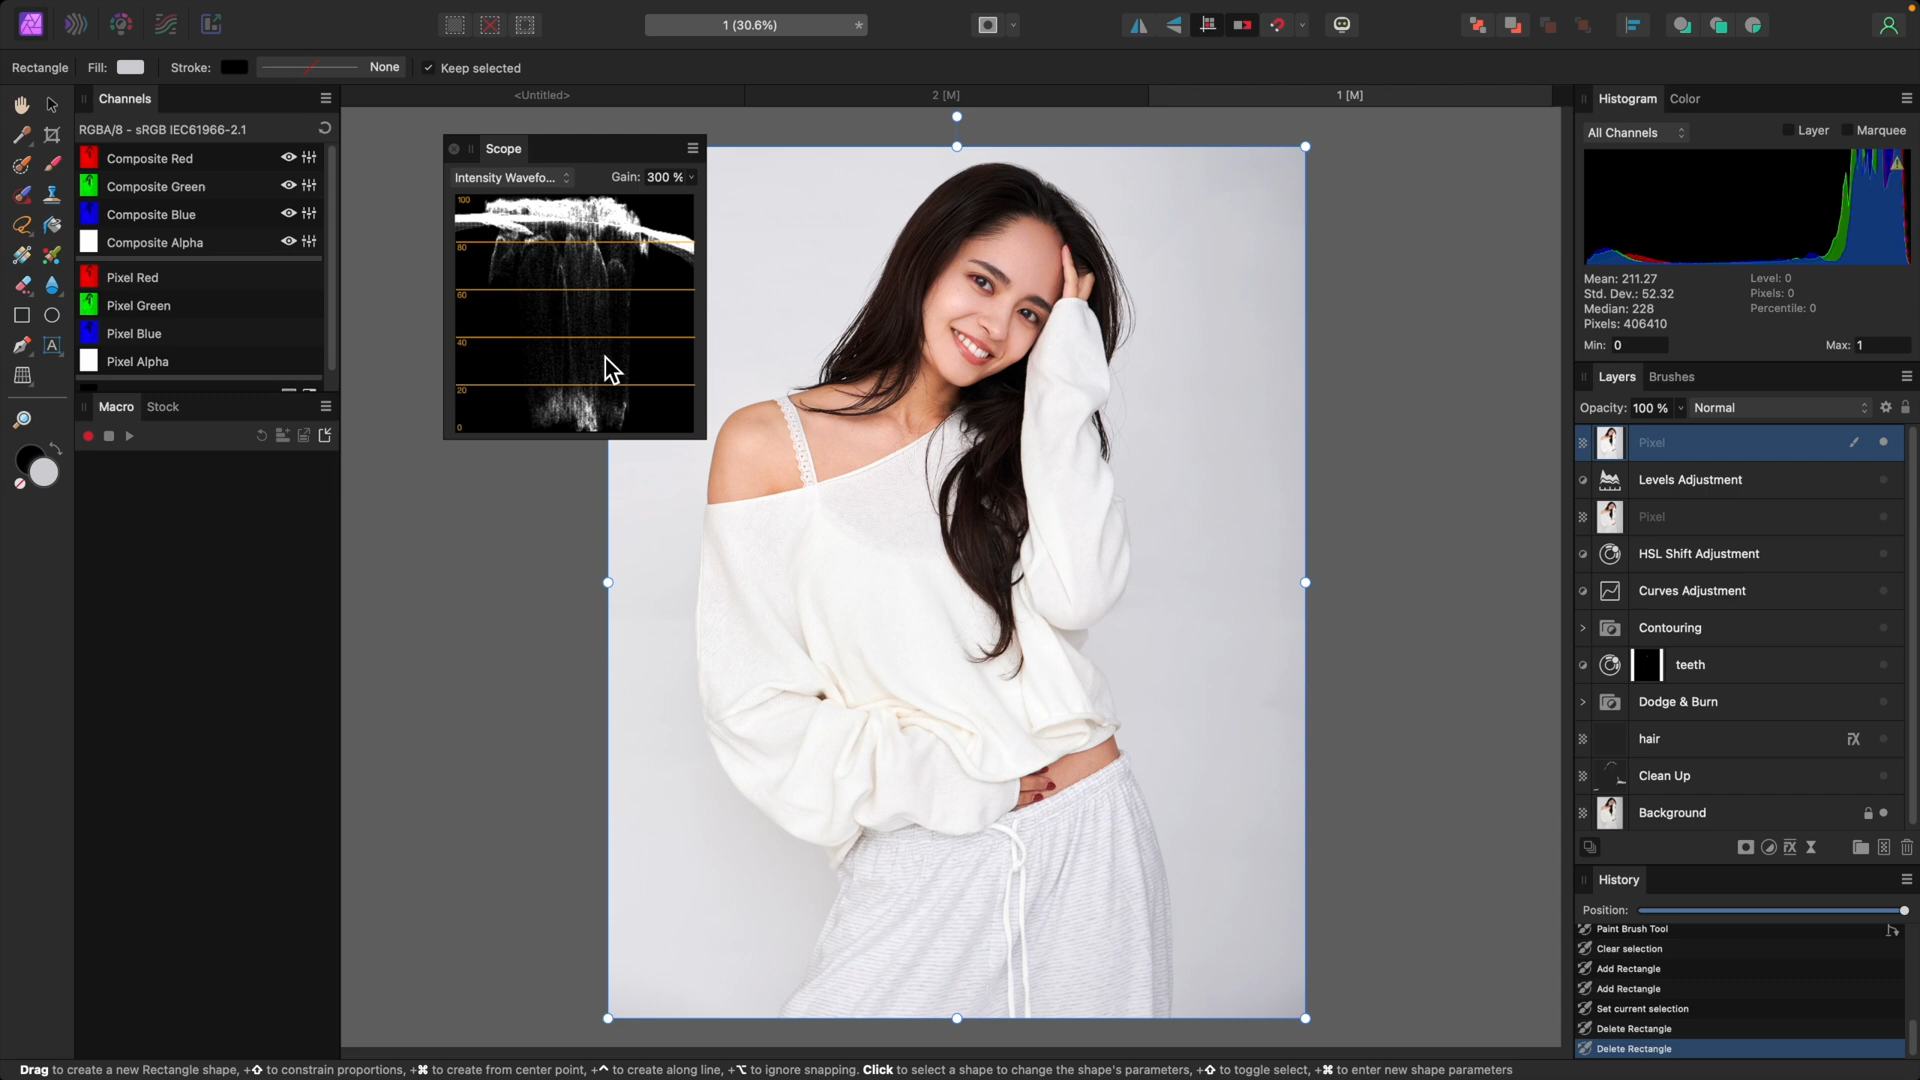 1 (30.6%)
*
Rectangle
Fill:
Stroke:
None
Keep selected
Channels
RGBA/8 - sRGB IEC61966-2.1
Composite Red
Composite Green
Composite Blue
Composite Alpha
Pixel Red
Pixel Green
Pixel Blue
Pixel Alpha
Macro
Stock
<Untitled>
2 [M]
1 [M]
Scope
Intensity Wavefo...
Gain: 300 %
100
80
60
40
20
0
Histogram
Color
All Channels
Layer
Marquee
Mean: 211.27
Std. Dev.: 52.32
Median: 228
Pixels: 406410
Level: 0
Pixels: 0
Percentile: 0
Min: 0
Max: 1
Layers
Brushes
Opacity: 100 %
Normal
Pixel
Levels Adjustment
Pixel
HSL Shift Adjustment
Curves Adjustment
Contouring
teeth
Dodge & Burn
hair
Clean Up
Background
History
Position:
Paint Brush Tool
Clear selection
Add Rectangle
Add Rectangle
Set current selection
Delete Rectangle
Delete Rectangle
Drag to create a new Rectangle shape, +⇧ to constrain proportions, +⌘ to create from center point, +^ to create along line, +⌥ to ignore snapping. Click to select a shape to change the shape's parameters, +⇧ to toggle select, +⌘ to enter new shape parameters